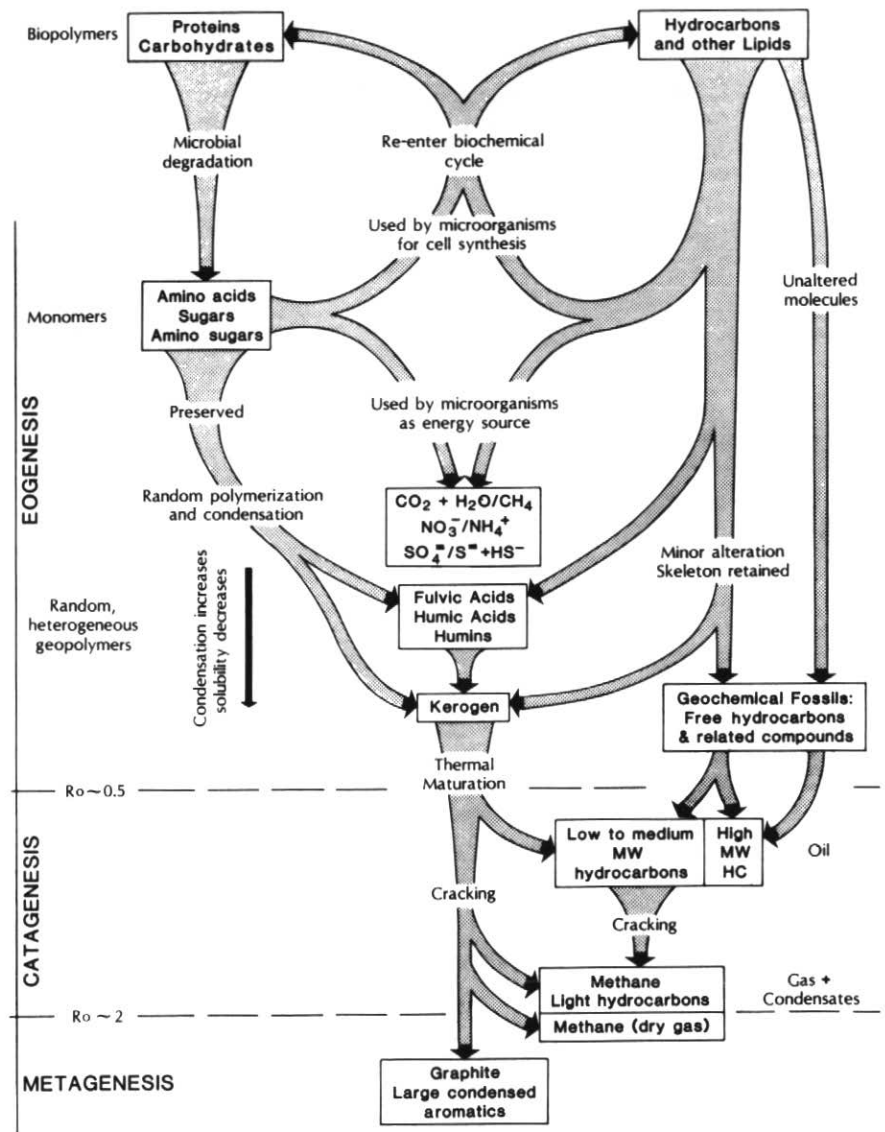 Biopolymers
Proteins
Carbohydrates
Hydrocarbons
and other Lipids
Microbial
degradation
Re-enter biochemical
cycle
Used by microorganisms
for cell synthesis
Unaltered
molecules
Monomers
Amino acids
Sugars
Amino sugars
Preserved
Used by microorganisms
as energy source
EOGENESIS
Random polymerization
and condensation
CO₂ + H₂O/CH₄
NO₃⁻/NH₄⁺
SO₄⁼/S⁼+HS⁻
Minor alteration
Skeleton retained
Random,
heterogeneous
geopolymers
Condensation increases
solubility decreases
Fulvic Acids
Humic Acids
Humins
Kerogen
Geochemical Fossils:
Free hydrocarbons
& related compounds
Thermal
Maturation
Ro ~ 0.5
CATAGENESIS
Low to medium
MW
hydrocarbons
High
MW
HC
Oil
Cracking
Cracking
Methane
Light hydrocarbons
Gas +
Condensates
Ro ~ 2
Methane (dry gas)
METAGENESIS
Graphite
Large condensed
aromatics